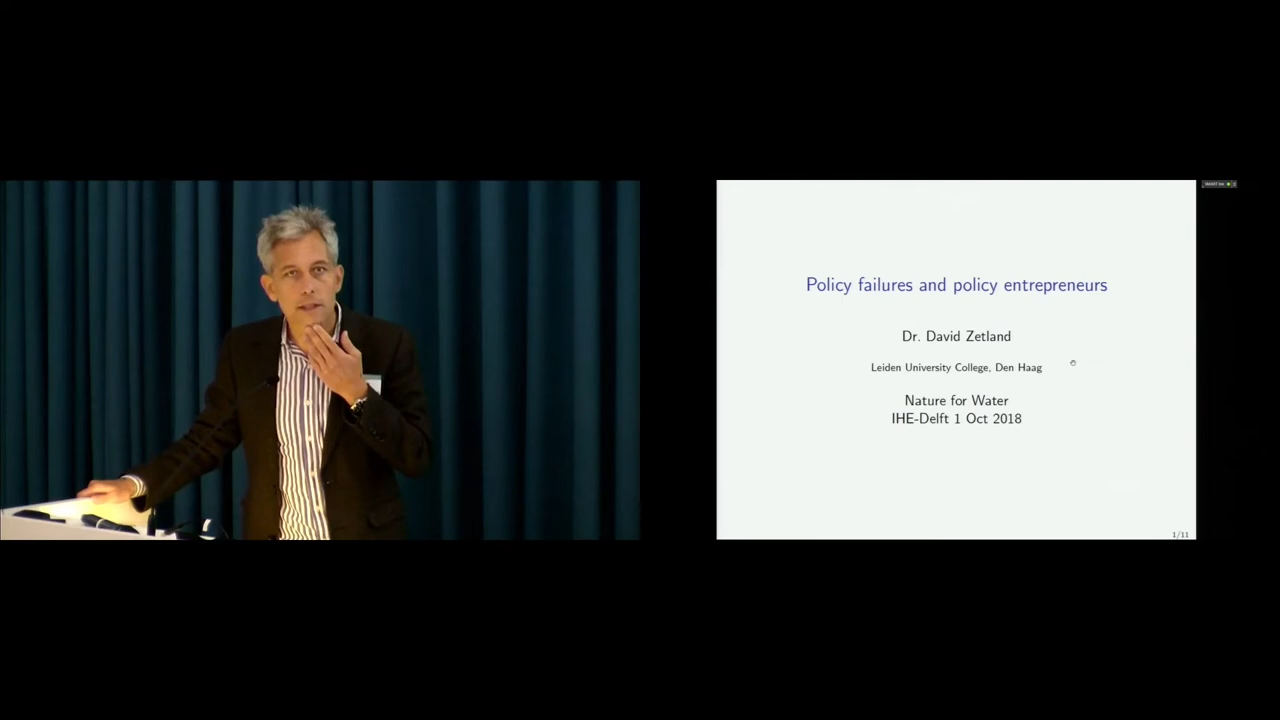 Policy failures and policy entrepreneurs
Dr. David Zetland
Leiden University College, Den Haag
Nature for Water
IHE-Delft 1 Oct 2018
1/11